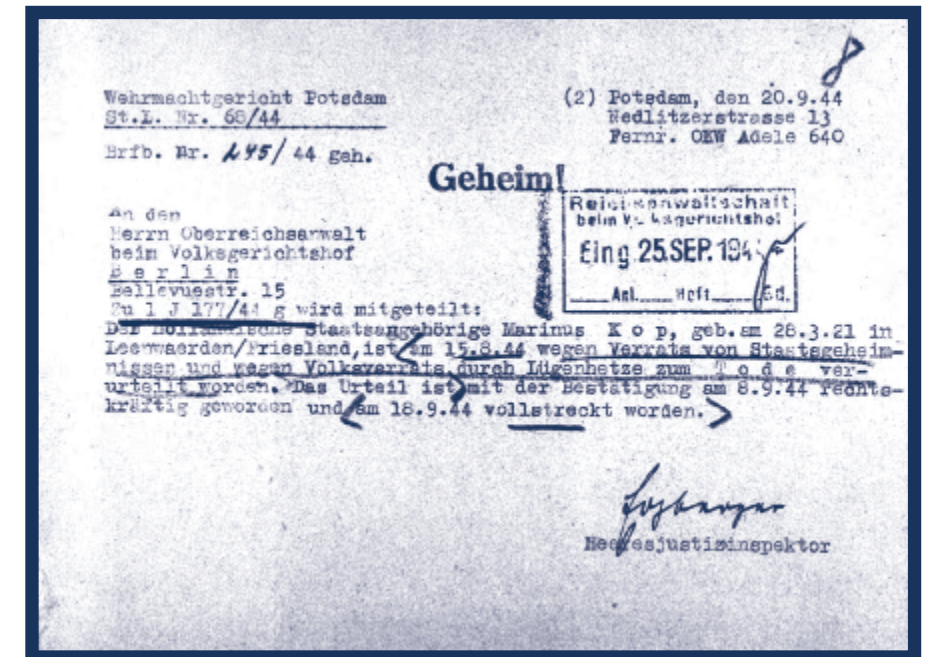 8
Wehrmachtgericht Potsdam
St.L. Nr. 68/44
Brfb. Nr. 245/ 44 geh.
(2) Potsdam, den 20.9.44
Nedlitzerstrasse 13
Fernr. OKW Adele 640
Geheim!
Reichsanwaltschaft
beim Volksgerichtshof
Eing. 25.SEP. 194
Anl. Heft Bd.
An den
Herrn Oberreichsanwalt
beim Volksgerichtshof
B e r l i n
Bellevuestr. 15
Zu 1 J 177/44 g wird mitgeteilt:
Der holländische Staatsangehörige Marinus K o p, geb.am 28.3.21 in
Leerwaerden/Friesland,ist am 15.8.44 wegen Verrats von Staatsgeheim-
nissen und wegen Volksverrats durch Lügenhetze zum T o d e ver-
urteilt worden. Das Urteil ist mit der Bestätigung am 8.9.44 rechts-
kräftig geworden und am 18.9.44 vollstreckt worden.
Heeresjustizinspektor